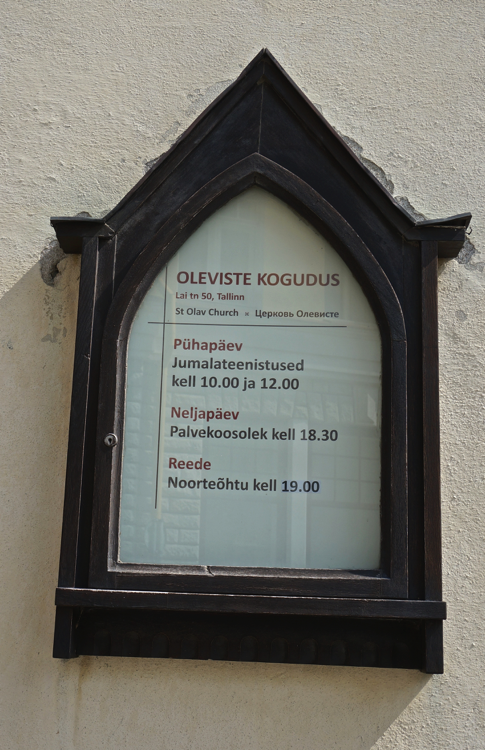 OLEVISTE KOGUDUS
Lai tn 50, Tallinn
St Olav Church × Церковь Олевисте
Pühapäev
Jumalateenistused
kell 10.00 ja 12.00
Neljapäev
Palvekoosolek kell 18.30
Reede
Noorteõhtu kell 19.00